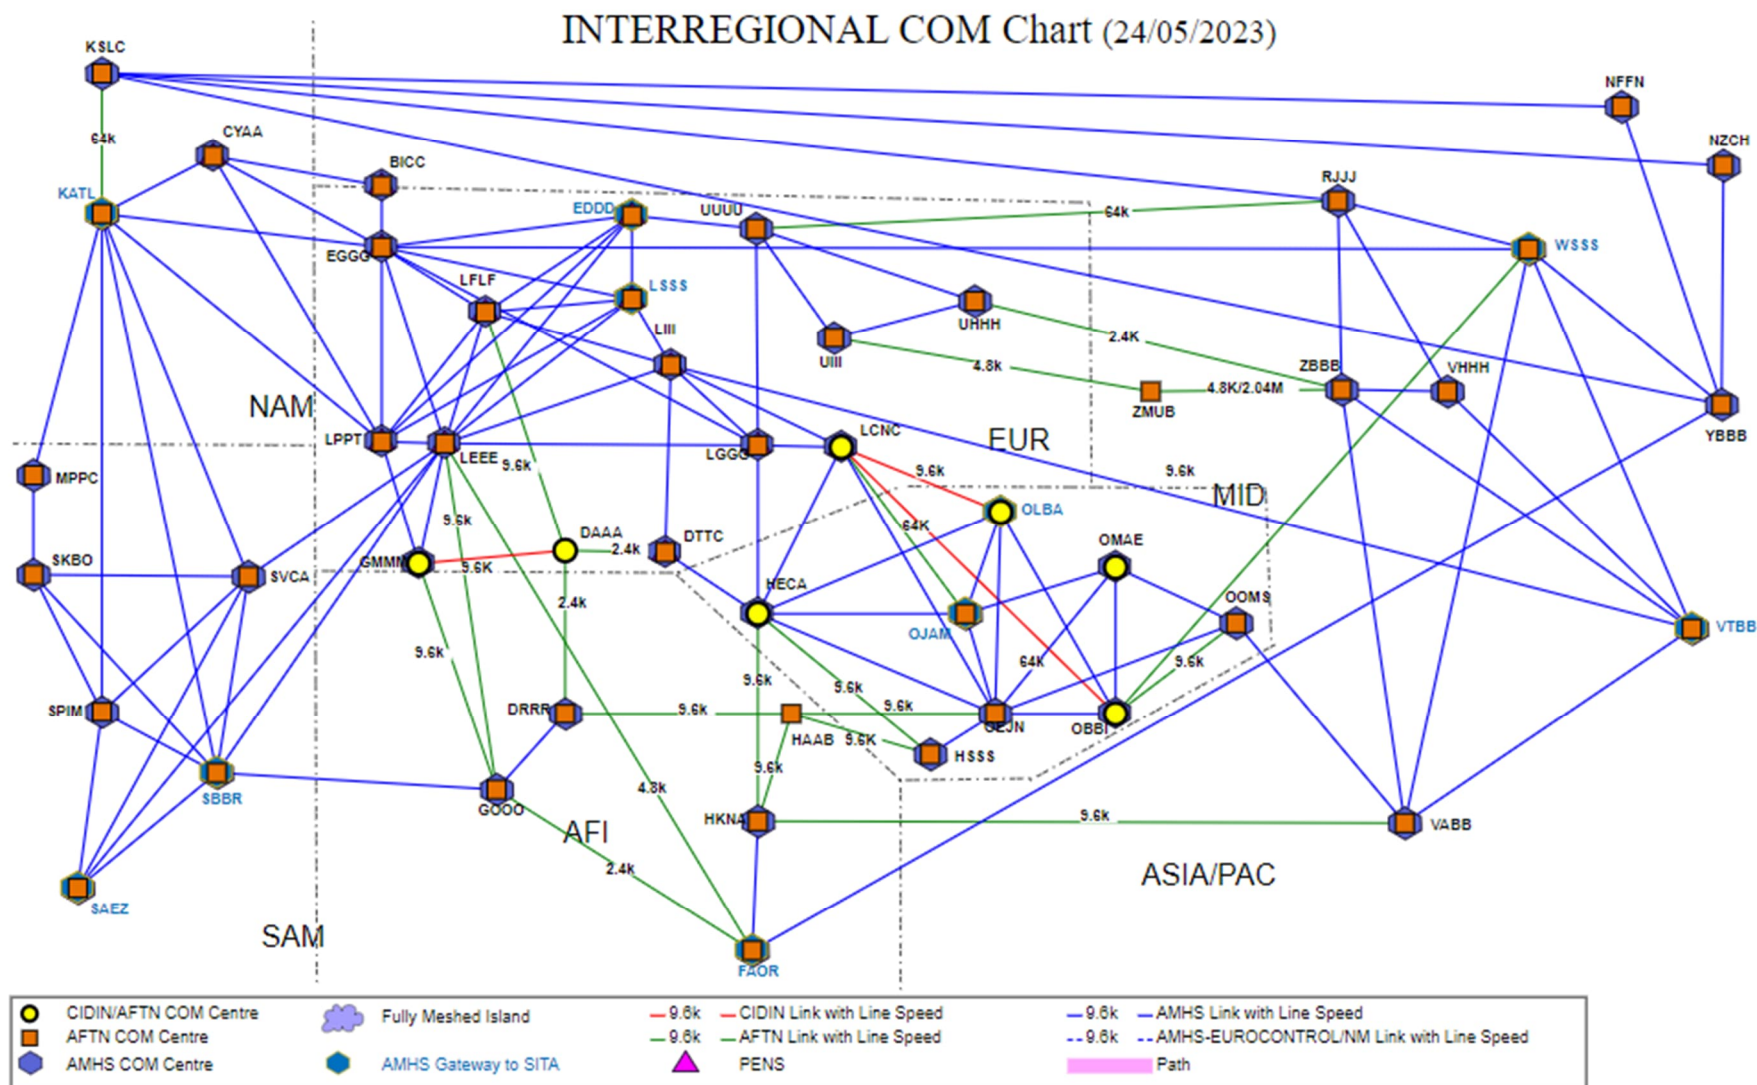 INTERREGIONAL COM Chart (24/05/2023)
KSLC
NFFN
64k
CYAA
NZCH
BICC
RJJJ
KATL
EDDD
UUUU
64k
WSSS
EGGG
LFLF
LSSS
LIII
UHHH
2.4K
UIII
4.8k
ZBBB
VHHH
4.8K/2.04M
ZMUB
NAM
LPPT
LEEE
LGGG
LCNC
EUR
YBBB
9.6k
9.6k
9.6k
MPPC
MID
OLBA
9.6k
64K
DAAA
2.4k
DTTC
OMAE
SKBO
SVCA
GMMM
9.6K
HECA
2.4k
OOMS
OJAM
VTBB
9.6k
64k
9.6k
9.6k
9.6k
SPIM
DRRR
9.6k
9.6k
HAAB
9.6K
OEJN
OBBI
HSSS
9.6k
4.8k
SBBR
GOOO
HKNA
9.6k
VABB
AFI
2.4k
ASIA/PAC
SAEZ
SAM
FAOR
CIDIN/AFTN COM Centre
Fully Meshed Island
9.6k
CIDIN Link with Line Speed
9.6k
AMHS Link with Line Speed
AFTN COM Centre
9.6k
AFTN Link with Line Speed
9.6k
AMHS-EUROCONTROL/NM Link with Line Speed
AMHS COM Centre
AMHS Gateway to SITA
PENS
Path